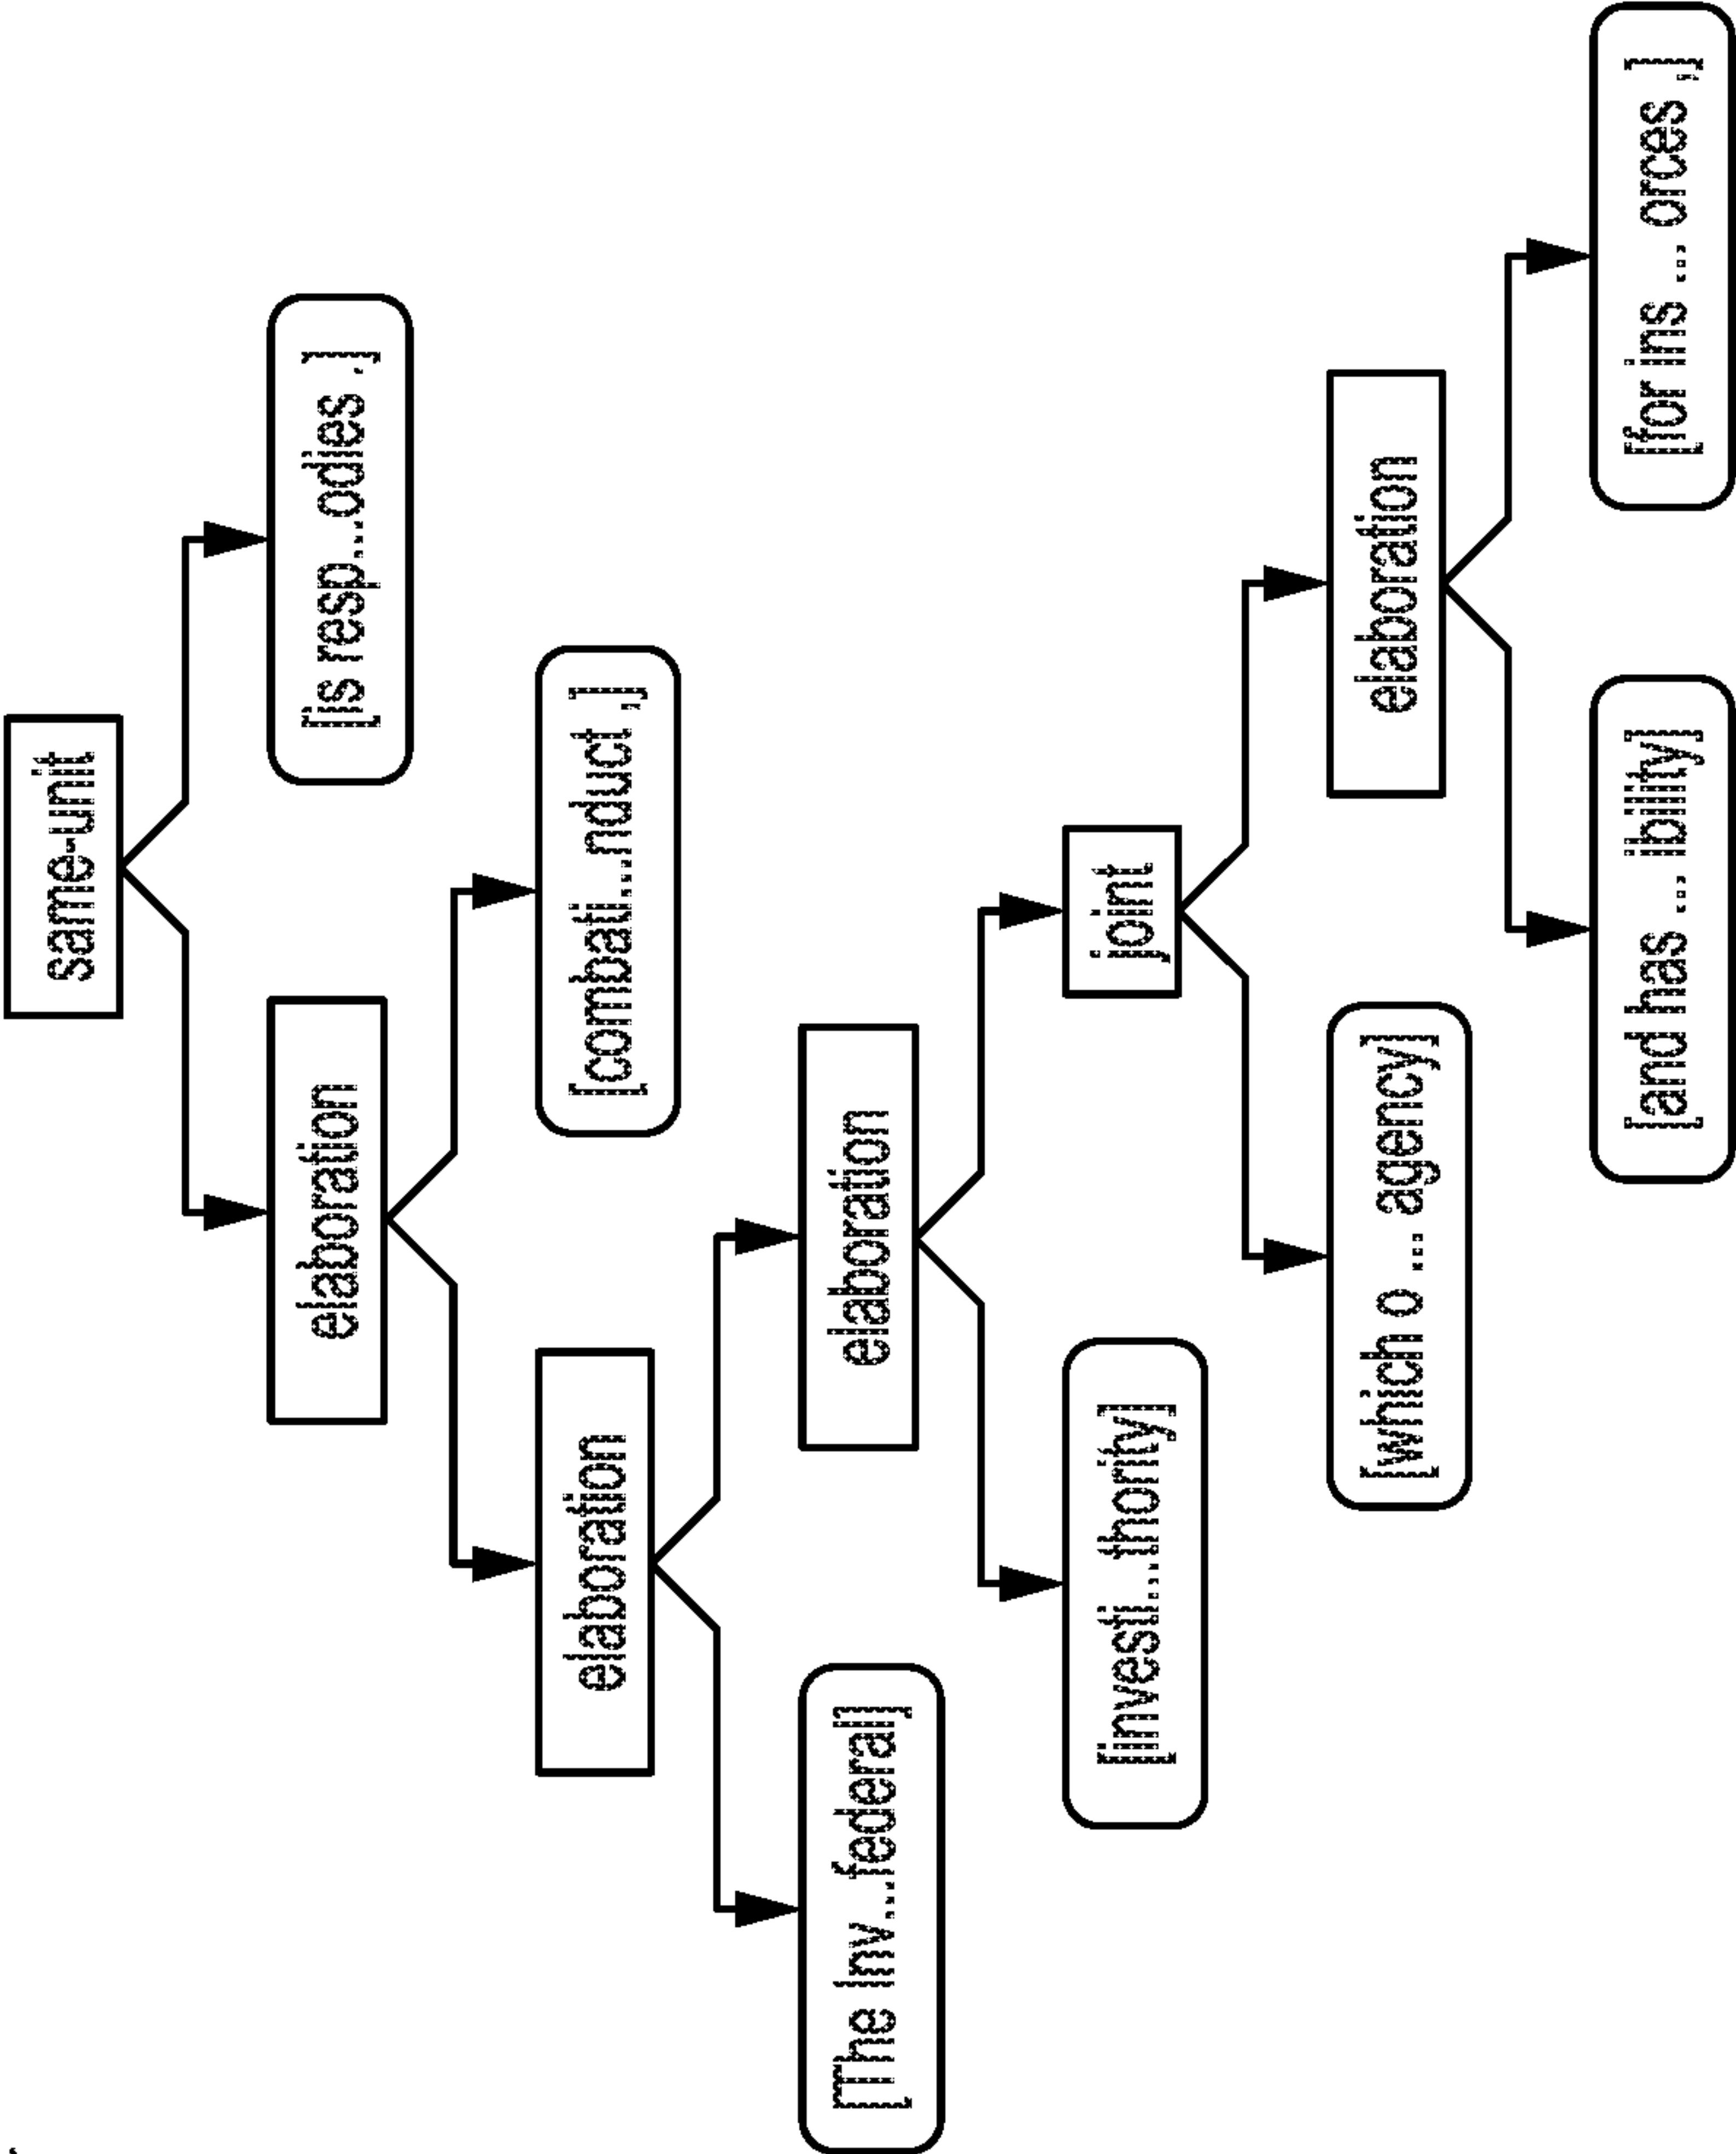 same-unit
elaboration
[is resp...odies ,]
elaboration
[combati...nduct ,]
[The Inv...federal]
elaboration
[investi...thority]
joint
[which o ... agency]
elaboration
[and has ... ibility]
[for ins ... orces ,]